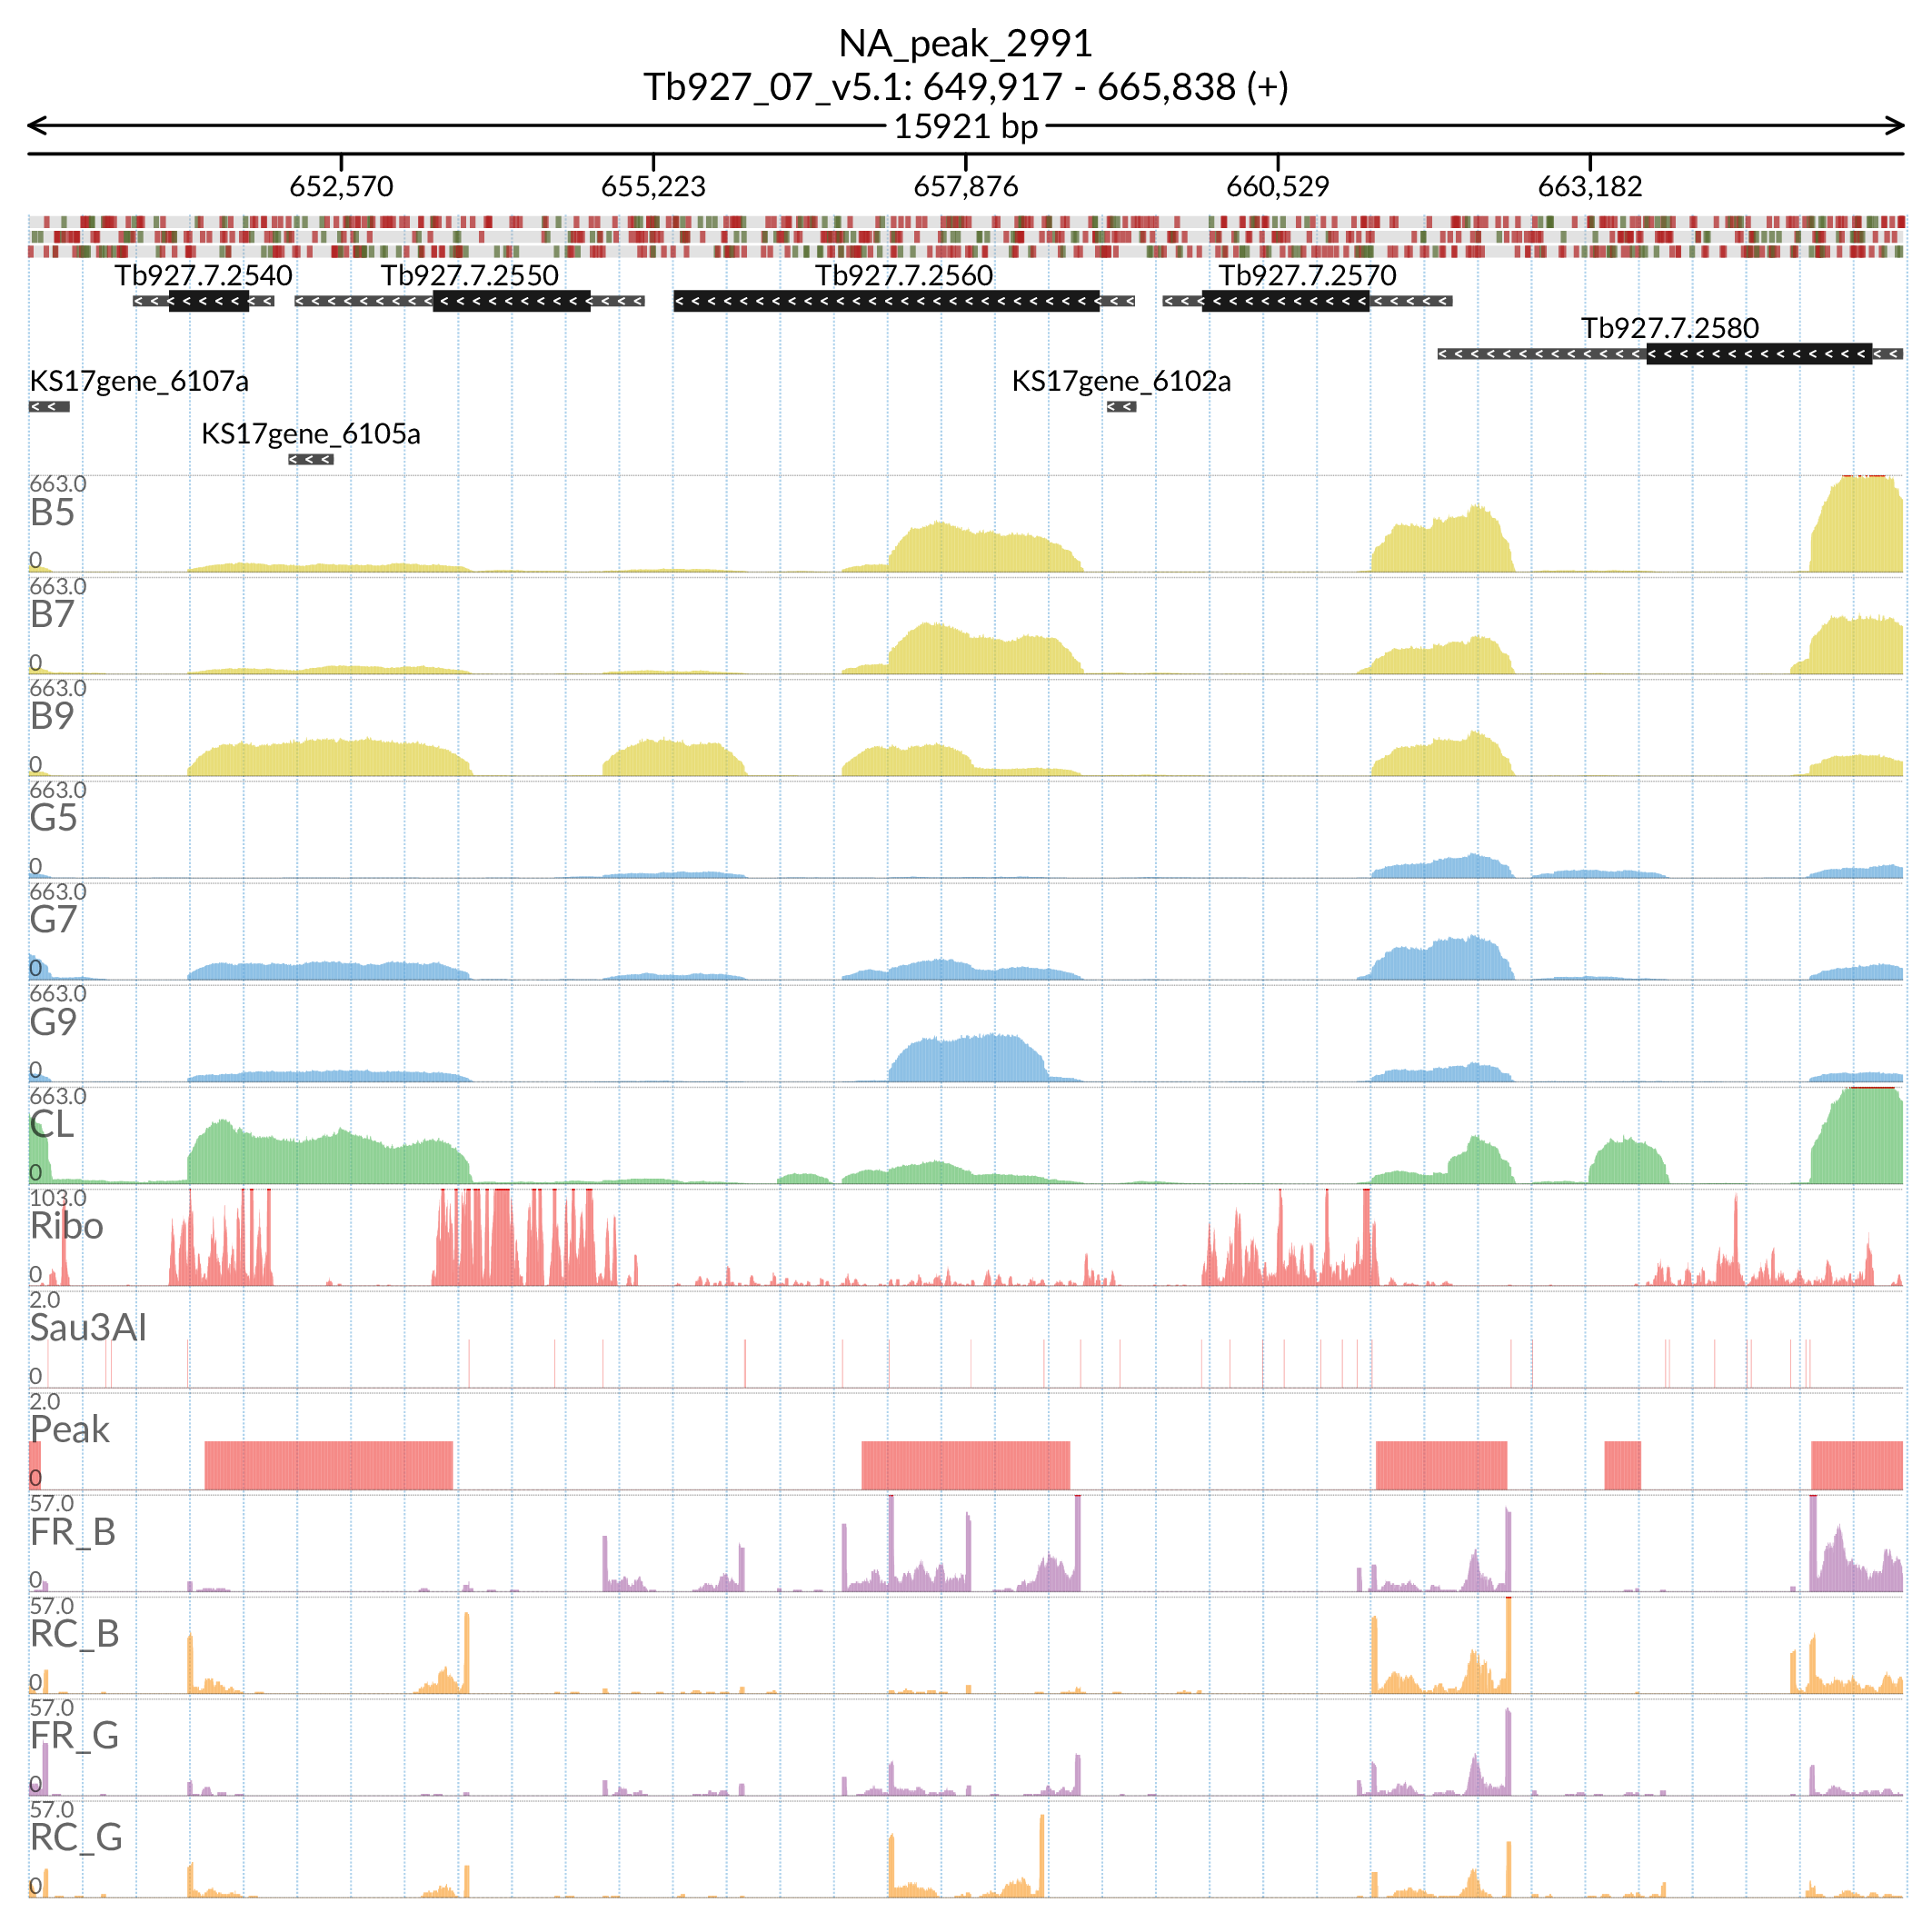 NA_peak_2991
Tb927_07_v5.1: 649,917 - 665,838 (+)
15921 bp
652,570 655,223 657,876 660,529 663,182
Tb927.7.2540 Tb927.7.2550 Tb927.7.2560 Tb927.7.2570
Tb927.7.2580
KS17gene_6107a KS17gene_6102a
KS17gene_6105a
663.0
B5
0
663.0
B7
0
663.0
B9
0
663.0
G5
0
663.0
G7
0
663.0
G9
0
663.0
CL
0
103.0
Ribo
0
2.0
Sau3AI
0
2.0
Peak
0
57.0
FR_B
0
57.0
RC_B
0
57.0
FR_G
0
57.0
RC_G
0